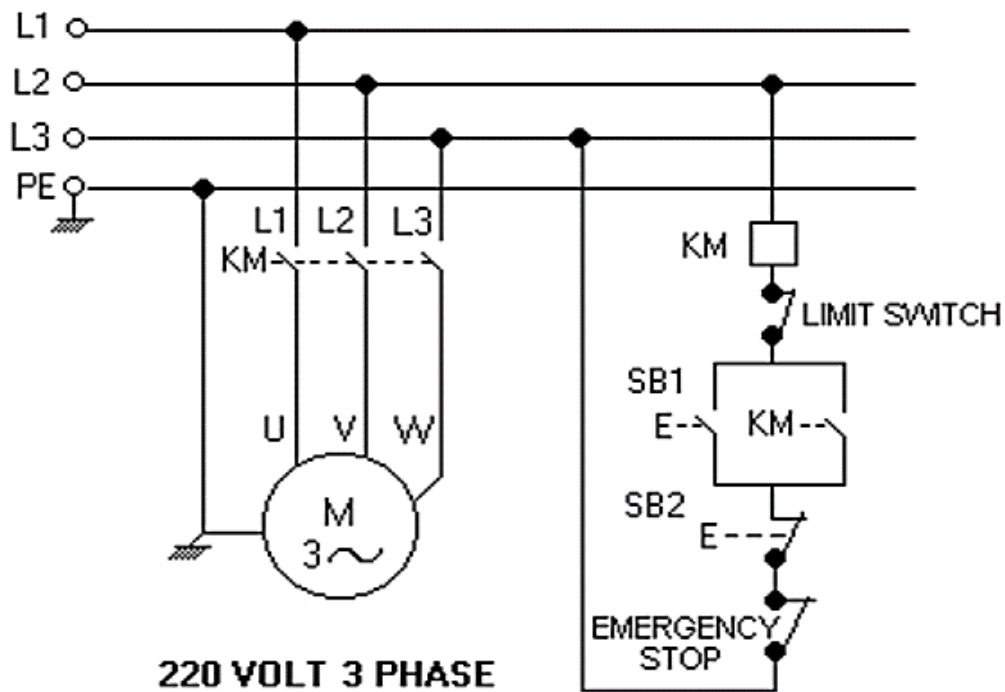 L1
L2
L3
PE
L1 L2 L3
KM
KM
LIMIT SWITCH
SB1
E
KM
U V W
SB2
E
M
3
EMERGENCY
STOP
220 VOLT 3 PHASE